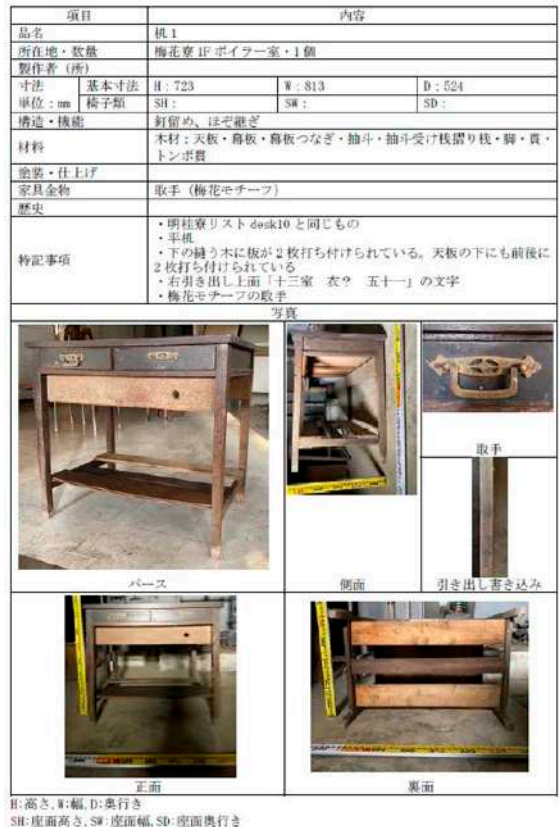 項目 内容
品名 机１
所在地・数量 梅花寮 1F ボイラー室・1個
製作者（所）
寸法 基本寸法 H：723 W：813 D：524
単位：mm 椅子類 SH： SW： SD：
構造・機能 釘留め、ほぞ継ぎ
材料 木材：天板・幕板・幕板つなぎ・抽斗・抽斗受け桟摺り桟・脚・貫・
トンボ貫
塗装・仕上げ
家具金物 取手（梅花モチーフ）
歴史
特記事項
・明桂寮リスト desk10 と同じもの
・平机
・下の縫う木に板が2枚打ち付けられている。天板の下にも前後に
2枚打ち付けられている
・右引き出し上面「十三室　衣？　五十一」の文字
・梅花モチーフの取手
写真
取手
パース 側面 引き出し書き込み
正面 裏面
H:高さ, W:幅, D:奥行き
SH:座面高さ, SW:座面幅, SD:座面奥行き